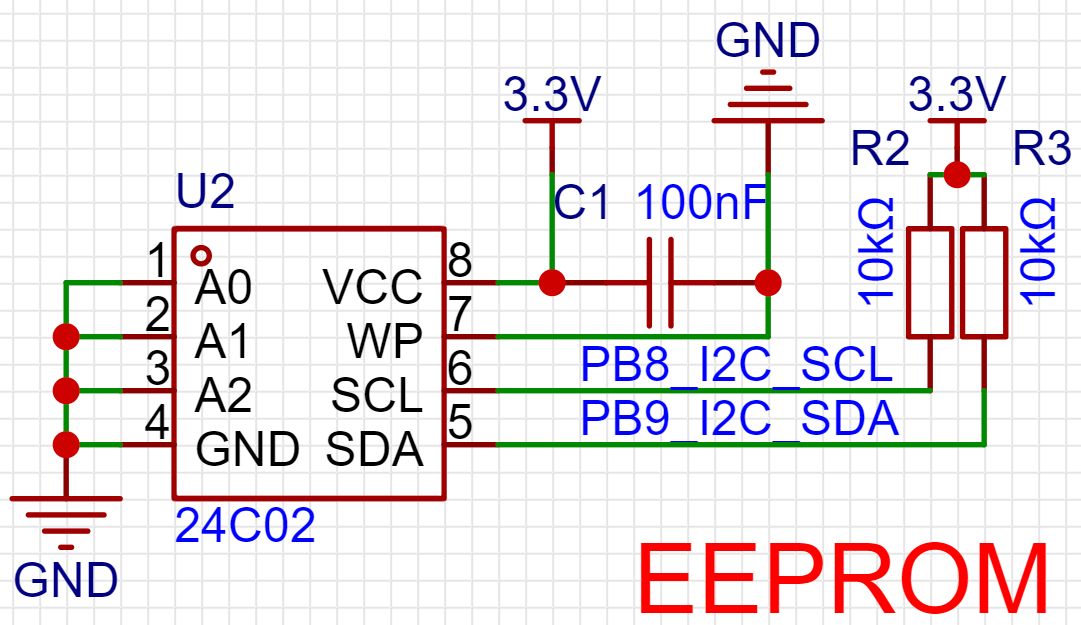 GND
3.3V
3.3V
R2
R3
U2
C1 100nF
10kΩ
10kΩ
1
A0
VCC
8
2
A1
WP
7
3
A2
SCL
6
PB8_I2C_SCL
4
GND
SDA
5
PB9_I2C_SDA
24C02
GND
EEPROM